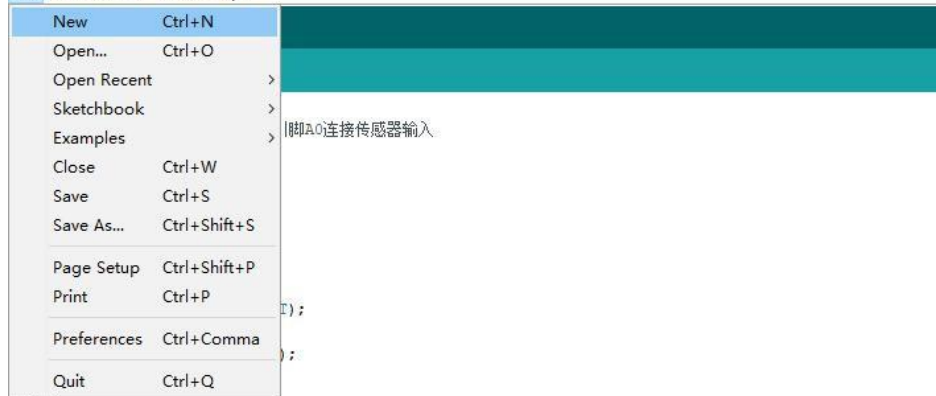 New Ctrl+N
Open... Ctrl+O
Open Recent >
Sketchbook >
Examples >
脚A0连接传感器输入
Close Ctrl+W
Save Ctrl+S
Save As... Ctrl+Shift+S
Page Setup Ctrl+Shift+P
Print Ctrl+P
);
Preferences Ctrl+Comma
);
Quit Ctrl+Q